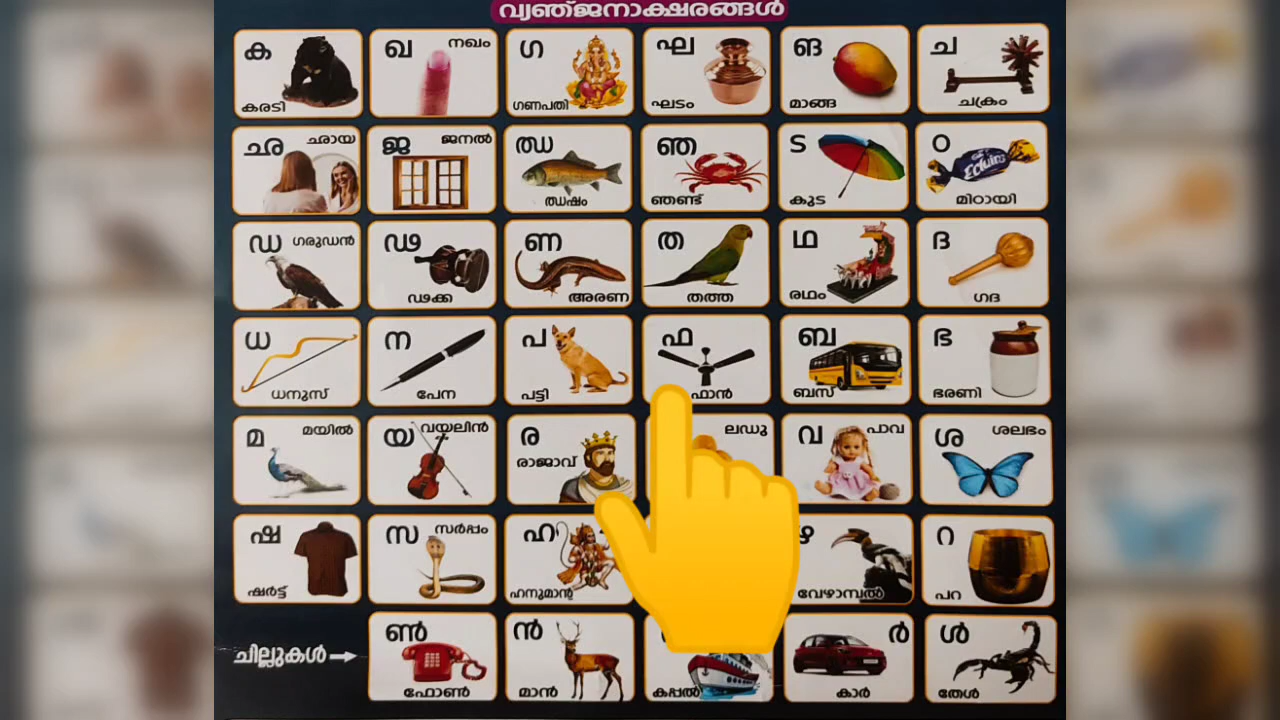 വ്യഞ്ജനാക്ഷരങ്ങൾ
ക
കരടി
ഖ
നഖം
ഗ
ഗണപതി
ഘ
ഘടം
ങ
മാങ്ങ
ച
ചക്രം
ഛ
ഛായ
ജ
ജനൽ
ഝ
ഝഷം
ഞ
ഞണ്ട്
ട
കുട
ഠ
മിഠായി
ഡ
ഗരുഡൻ
ഢ
ഢക്ക
ണ
അരണ
ത
തത്ത
ഥ
രഥം
ദ
ഗദ
ധ
ധനുസ്
ന
പേന
പ
പട്ടി
ഫ
ഫാൻ
ബ
ബസ്
ഭ
ഭരണി
മ
മയിൽ
യ
വയലിൻ
ര
രാജാവ്
ലഡു
വ
പാവ
ശ
ശലഭം
ഷ
ഷർട്ട്
സ
സർപ്പം
ഹ
ഹനുമാൻ
ഴ
വേഴാമ്പൽ
റ
പറ
ചില്ലുകൾ
ൺ
ഫോൺ
ൻ
മാൻ
കപ്പൽ
ർ
കാർ
ൾ
തേൾ